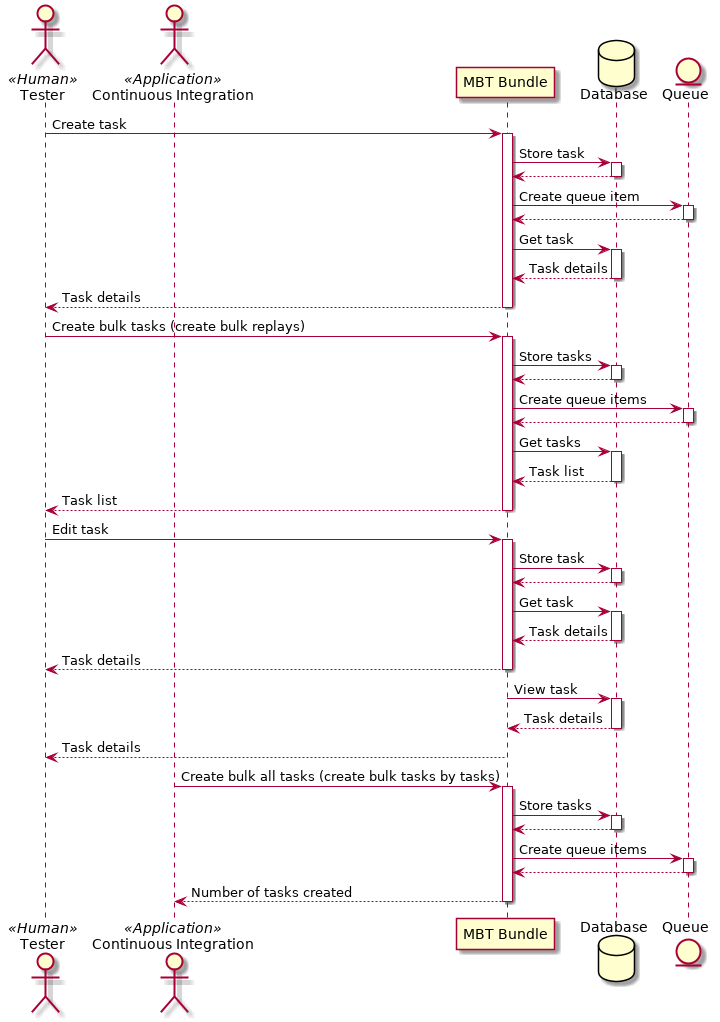 «Human»
Tester
«Application»
Continuous Integration
MBT Bundle
Database
Queue
Create task
Store task
Create queue item
Get task
Task details
Task details
Create bulk tasks (create bulk replays)
Store tasks
Create queue items
Get tasks
Task list
Task list
Edit task
Store task
Get task
Task details
Task details
View task
Task details
Task details
Create bulk all tasks (create bulk tasks by tasks)
Store tasks
Create queue items
Number of tasks created
«Human»
Tester
«Application»
Continuous Integration
MBT Bundle
Database
Queue